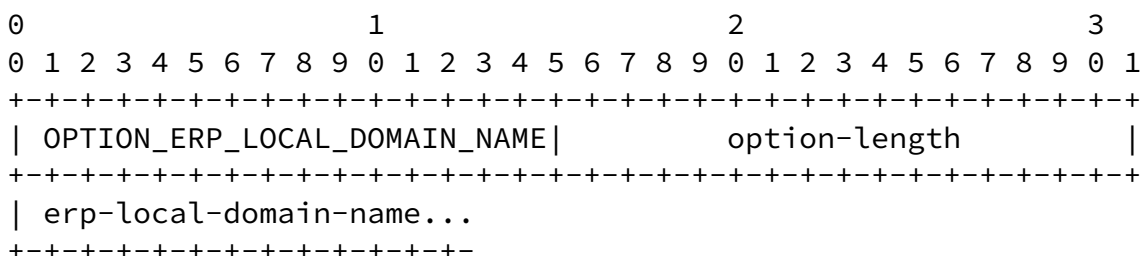 0                   1                   2                   3
0 1 2 3 4 5 6 7 8 9 0 1 2 3 4 5 6 7 8 9 0 1 2 3 4 5 6 7 8 9 0 1
+-+-+-+-+-+-+-+-+-+-+-+-+-+-+-+-+-+-+-+-+-+-+-+-+-+-+-+-+-+-+-+
| OPTION_ERP_LOCAL_DOMAIN_NAME|         option-length         |
+-+-+-+-+-+-+-+-+-+-+-+-+-+-+-+-+-+-+-+-+-+-+-+-+-+-+-+-+-+-+-+
| erp-local-domain-name...
+-+-+-+-+-+-+-+-+-+-+-+-+-